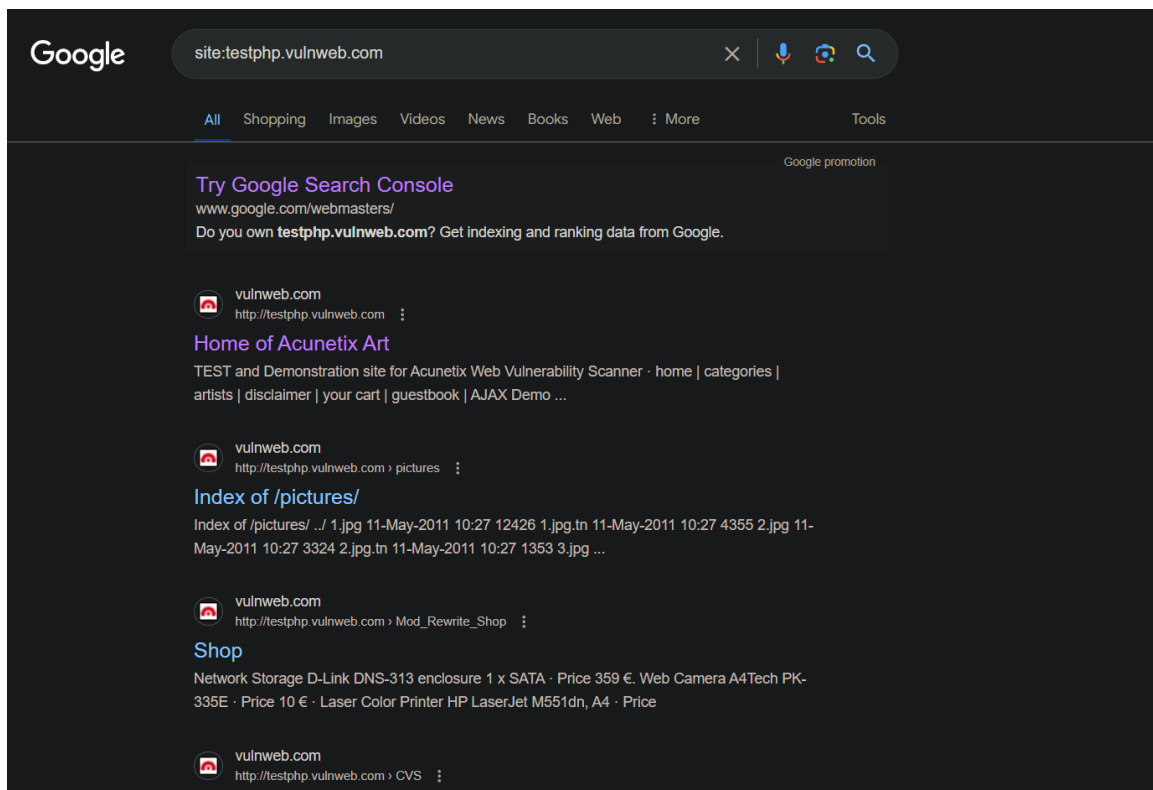 Google
site:testphp.vulnweb.com
All Shopping Images Videos News Books Web More Tools
Google promotion
Try Google Search Console
www.google.com/webmasters/
Do you own testphp.vulnweb.com? Get indexing and ranking data from Google.
vulnweb.com
http://testphp.vulnweb.com
Home of Acunetix Art
TEST and Demonstration site for Acunetix Web Vulnerability Scanner · home | categories |
artists | disclaimer | your cart | guestbook | AJAX Demo ...
vulnweb.com
http://testphp.vulnweb.com › pictures
Index of /pictures/
Index of /pictures/ ../ 1.jpg 11-May-2011 10:27 12426 1.jpg.tn 11-May-2011 10:27 4355 2.jpg 11-
May-2011 10:27 3324 2.jpg.tn 11-May-2011 10:27 1353 3.jpg ...
vulnweb.com
http://testphp.vulnweb.com › Mod_Rewrite_Shop
Shop
Network Storage D-Link DNS-313 enclosure 1 x SATA · Price 359 €. Web Camera A4Tech PK-
335E · Price 10 € · Laser Color Printer HP LaserJet M551dn, A4 · Price
vulnweb.com
http://testphp.vulnweb.com › CVS